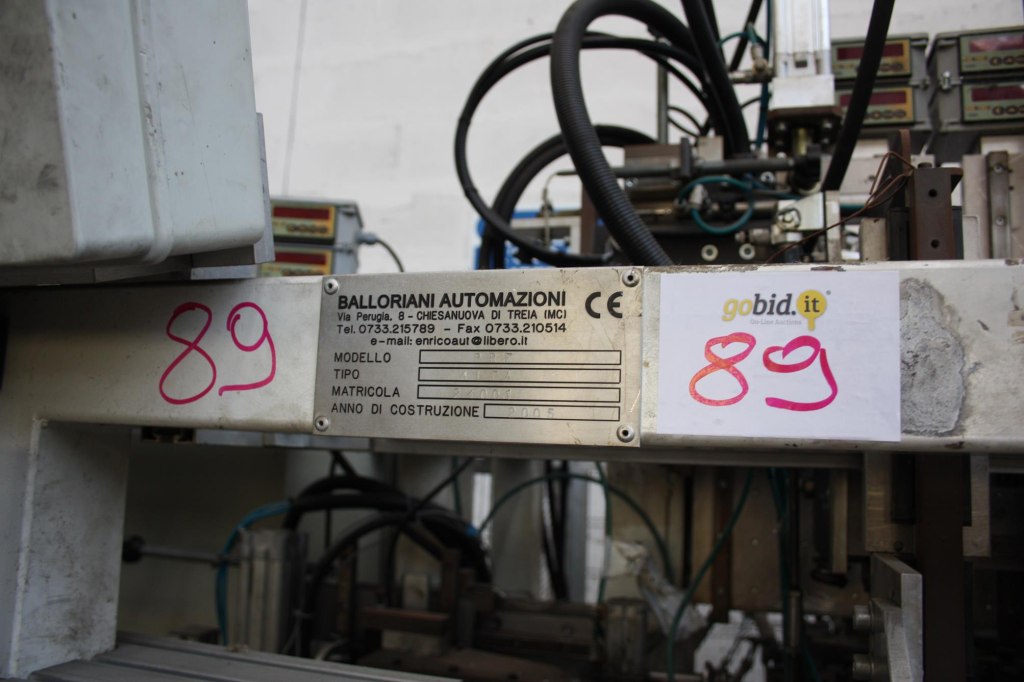 89
BALLORIANI AUTOMAZIONI
Via Perugia, 8 - CHIESANUOVA DI TREIA (MC)
Tel. 0733.215789 - Fax 0733.210514
e-mail: enricoaut@libero.it
CE
MODELLO
TIPO
MATRICOLA
ANNO DI COSTRUZIONE 2005
gobid.it
On-Line Auctions
89